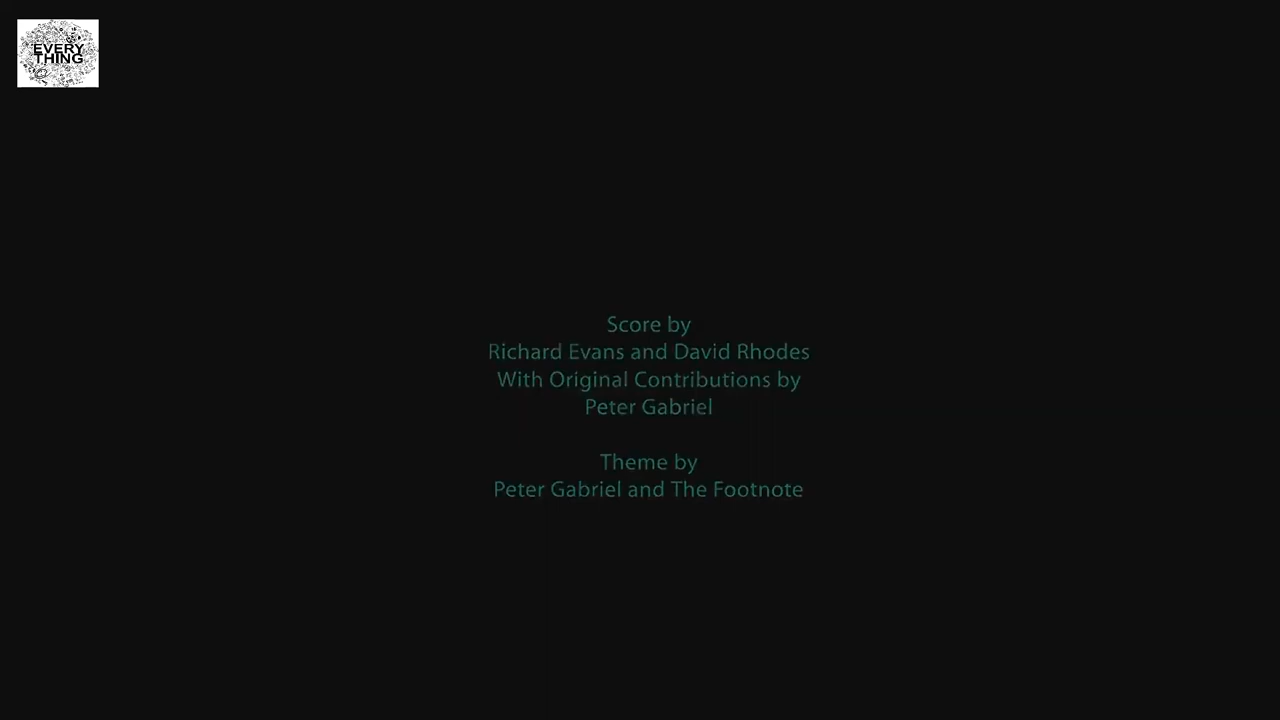 EVERY
THING
Score by
Richard Evans and David Rhodes
With Original Contributions by
Peter Gabriel
Theme by
Peter Gabriel and The Footnote